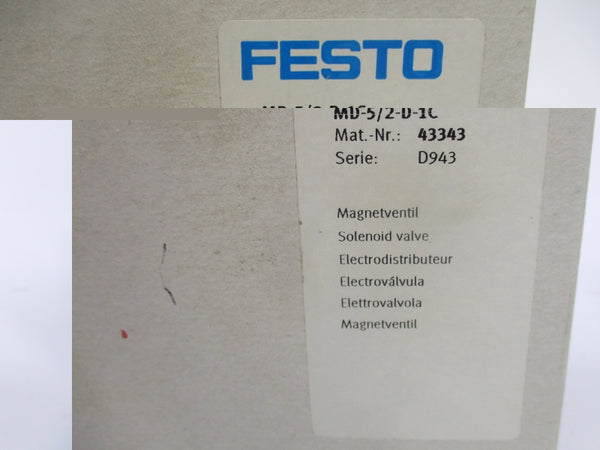 FESTO
MD-5/2-D-1C
Mat.-Nr.: 43343
Serie: D943
Magnetventil
Solenoid valve
Electrodistributeur
Electroválvula
Elettrovalvola
Magnetventil